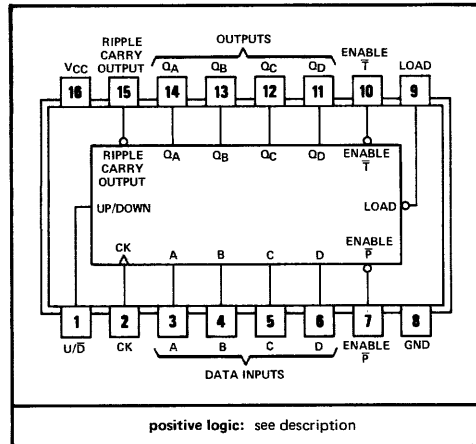 OUTPUTS
RIPPLE CARRY OUTPUT
ENABLE T̅
VCC
QA QB QC QD
LOAD
16 15 14 13 12 11 10 9
RIPPLE CARRY OUTPUT
QA QB QC QD
ENABLE T̅
UP/DOWN
LOAD
CK A B C D
ENABLE P̅
1 2 3 4 5 6 7 8
U/D̅ CK A B C D
ENABLE P̅
GND
DATA INPUTS
positive logic: see description